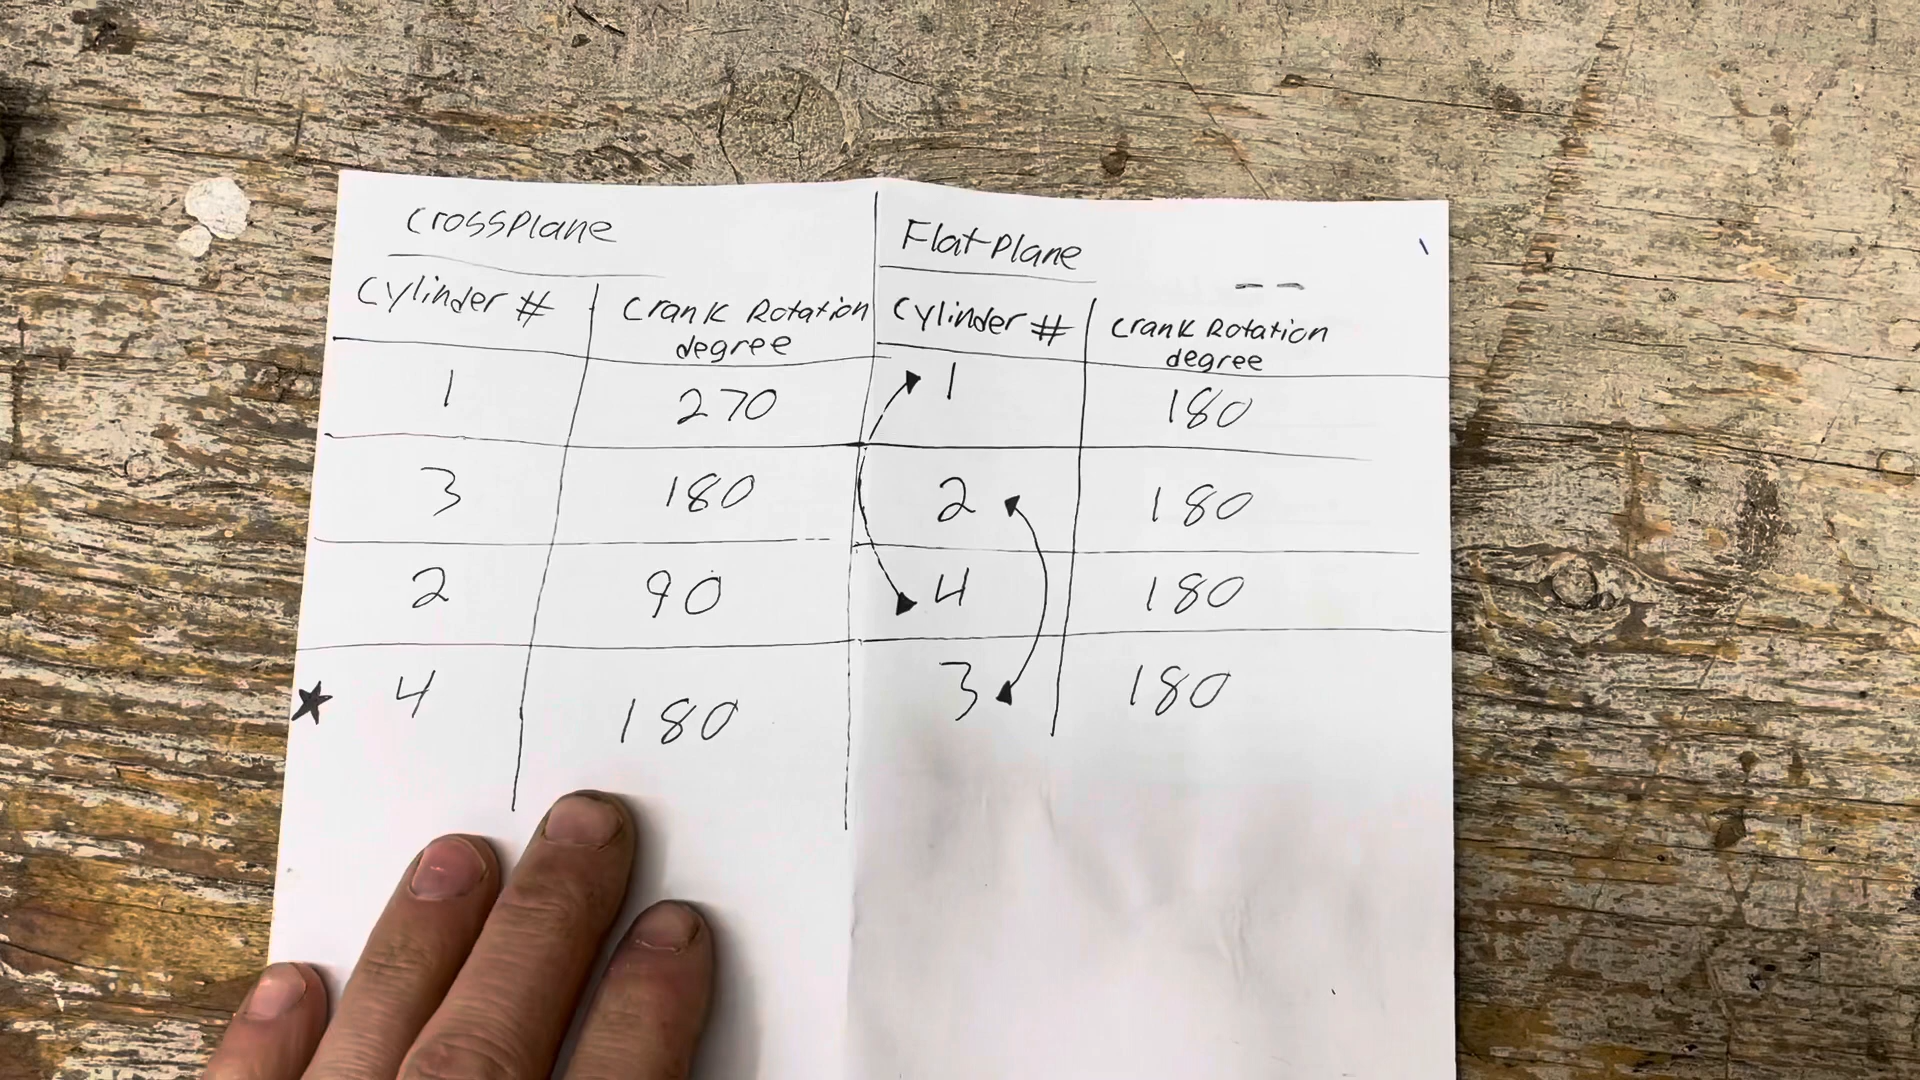 CrossPlane
Cylinder # Crank Rotation degree
1 270
3 180
2 90
★ 4 180
Flat-Plane
Cylinder # Crank Rotation degree
1 180
2 180
4 180
3 180